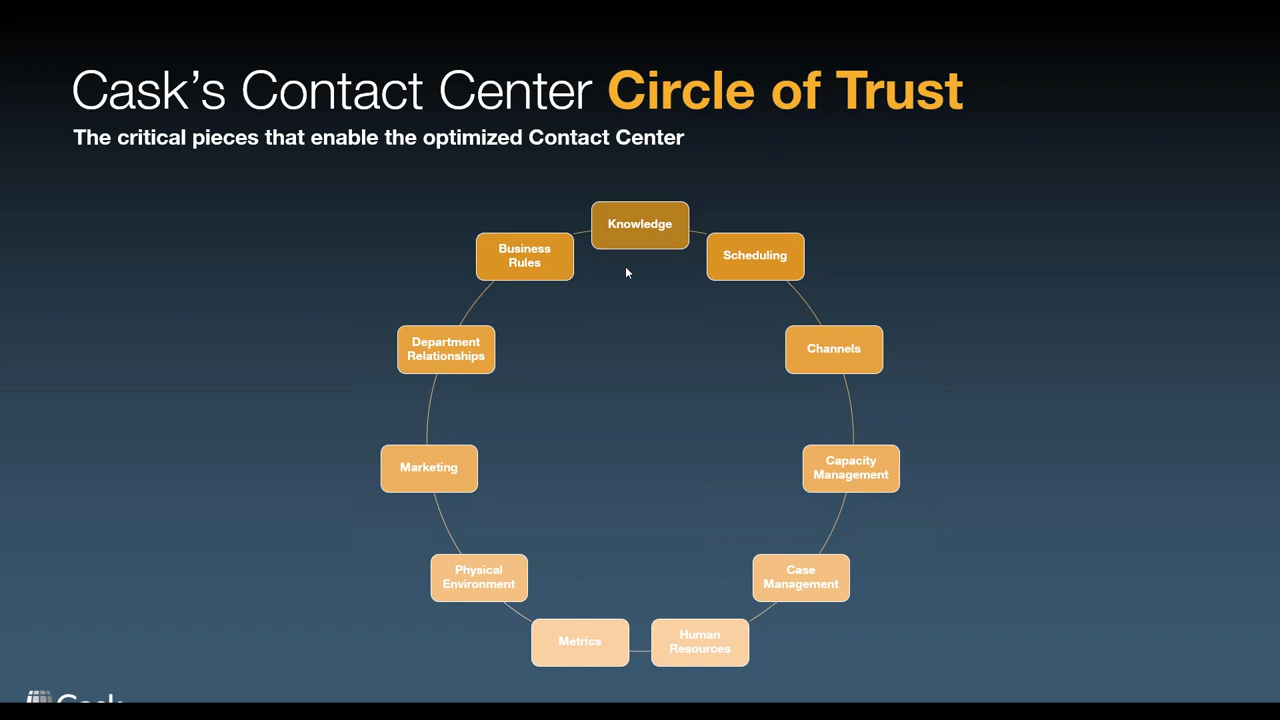 Cask's Contact Center Circle of Trust
The critical pieces that enable the optimized Contact Center
Knowledge
Business
Rules
Scheduling
Department
Relationships
Channels
Marketing
Capacity
Management
Physical
Environment
Case
Management
Metrics
Human
Resources
Cask